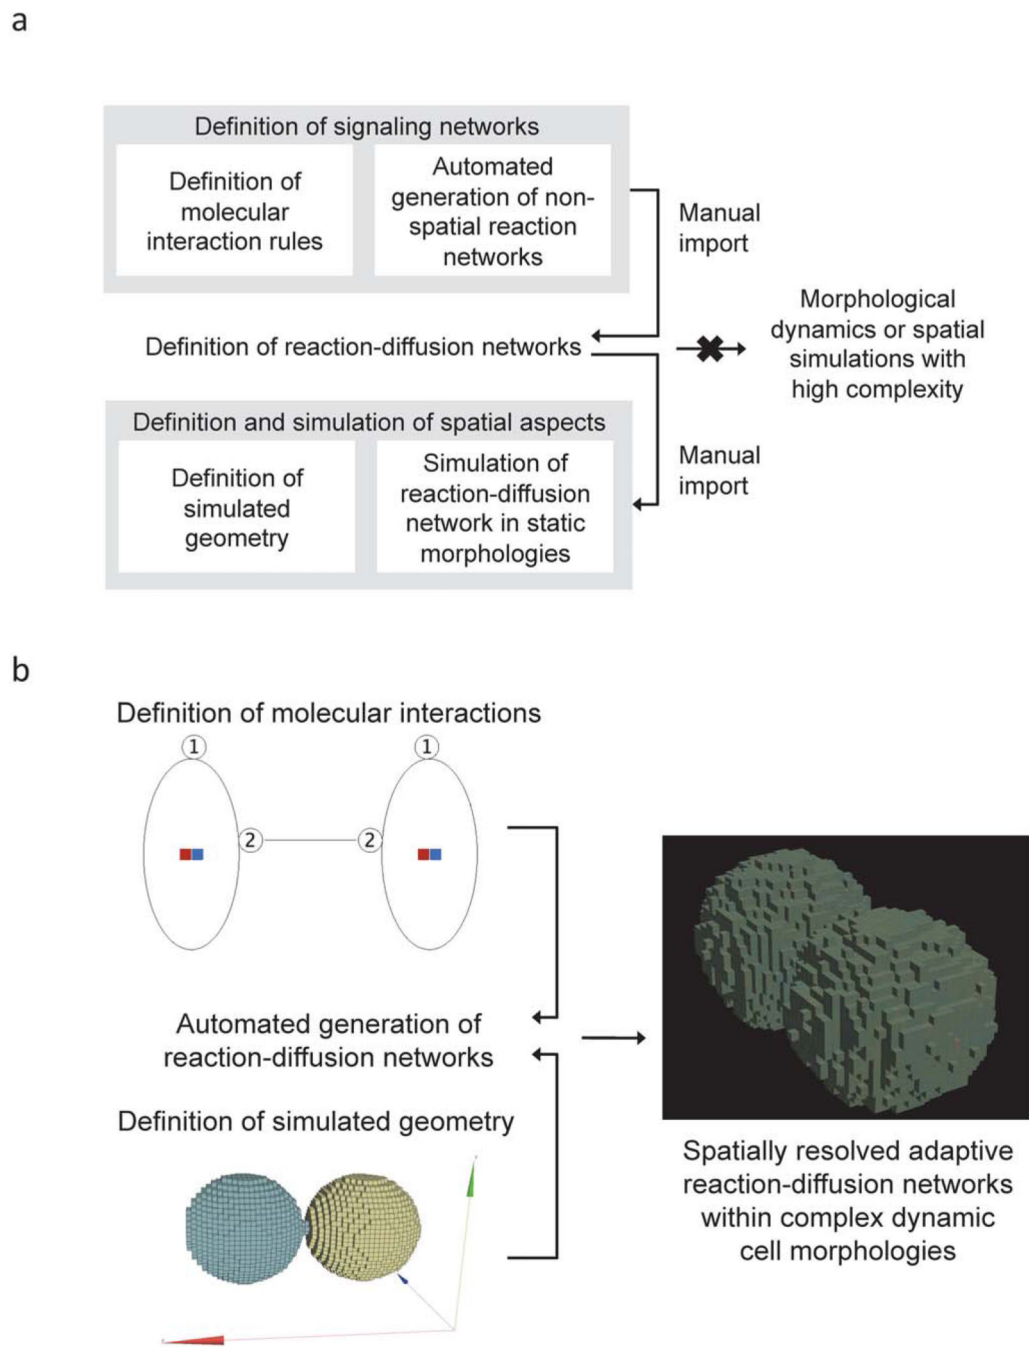 a
Definition of signaling networks
Definition of
molecular
interaction rules
Automated
generation of non-
spatial reaction
networks
Manual
import
Definition of reaction-diffusion networks
Morphological
dynamics or spatial
simulations with
high complexity
Definition and simulation of spatial aspects
Definition of
simulated
geometry
Simulation of
reaction-diffusion
network in static
morphologies
Manual
import
b
Definition of molecular interactions
1
1
2
2
Automated generation of
reaction-diffusion networks
Definition of simulated geometry
Spatially resolved adaptive
reaction-diffusion networks
within complex dynamic
cell morphologies